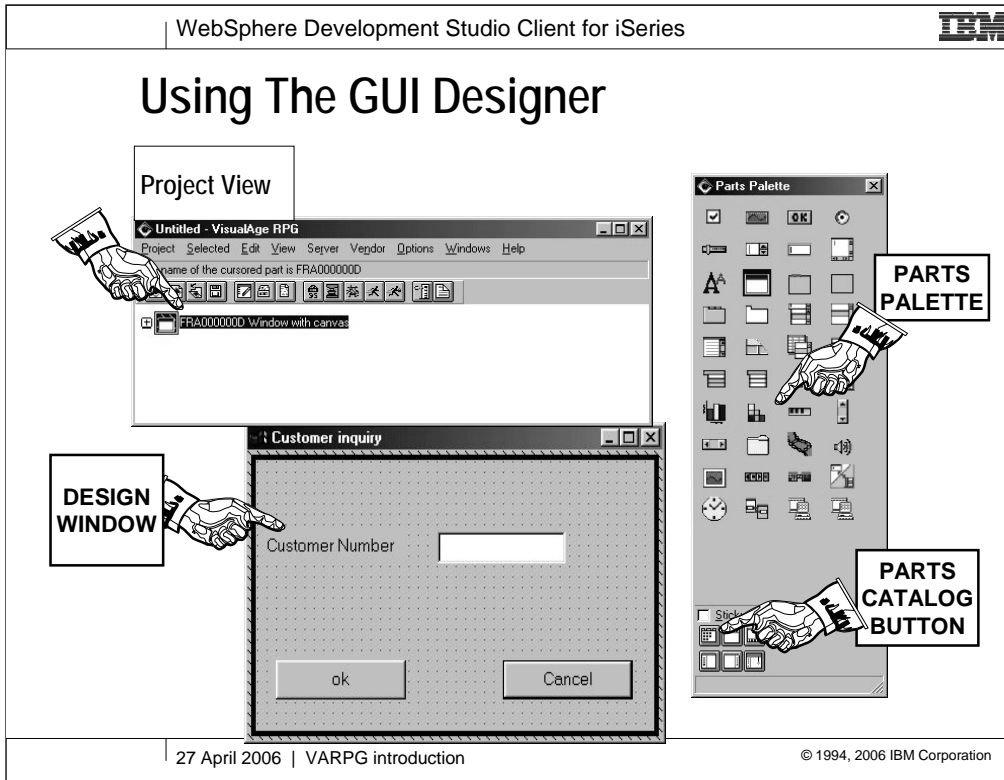 WebSphere Development Studio Client for iSeries
IBM
Using The GUI Designer
Project View
Untitled - VisualAge RPG
Project Selected Edit View Server Vendor Options Windows Help
name of the cursored part is FRA000000D
FRA000000D Window with canvas
Parts Palette
OK
PARTS
PALETTE
Customer inquiry
DESIGN
WINDOW
Customer Number
ok
Cancel
PARTS
CATALOG
BUTTON
27 April 2006 | VARPG introduction
© 1994, 2006 IBM Corporation